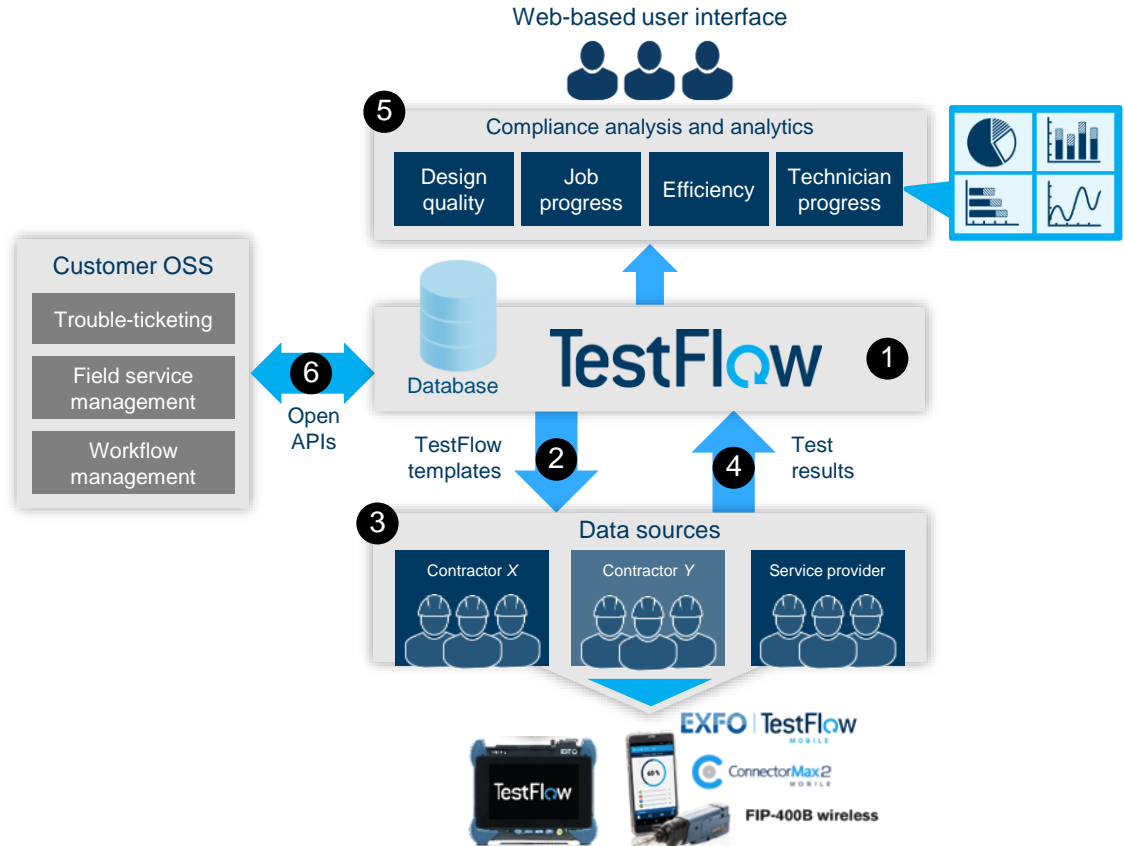 Web-based user interface
5
Compliance analysis and analytics
Design
quality
Job
progress
Efficiency
Technician
progress
Customer OSS
Trouble-ticketing
Field service
management
Workflow
management
6
Open
APIs
Database
TestFlow
1
TestFlow
templates
2
4
Test
results
3
Data sources
Contractor X
Contractor Y
Service provider
EXFO
TestFlow
60%
EXFO | TestFlow
MOBILE
ConnectorMax2
MOBILE
FIP-400B wireless